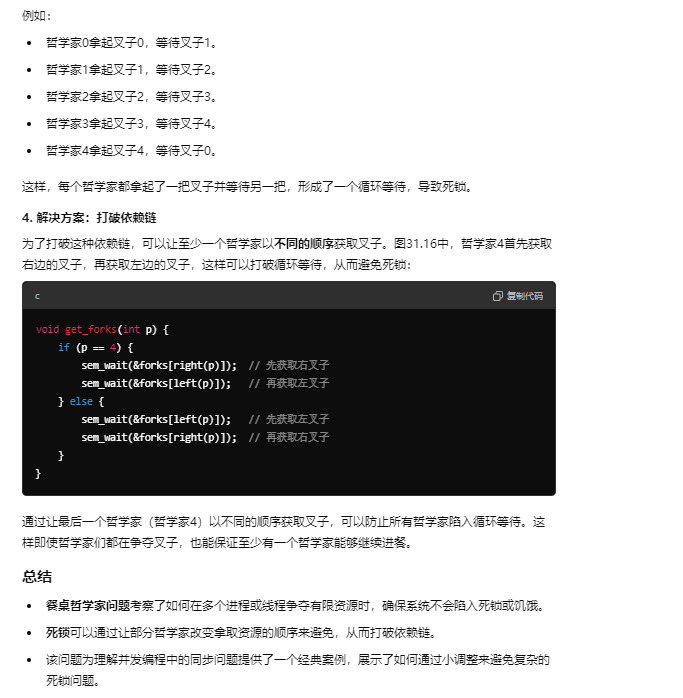 例如：
哲学家0拿起叉子0，等待叉子1。
哲学家1拿起叉子1，等待叉子2。
哲学家2拿起叉子2，等待叉子3。
哲学家3拿起叉子3，等待叉子4。
哲学家4拿起叉子4，等待叉子0。
这样，每个哲学家都拿起了一把叉子并等待另一把，形成了一个循环等待，导致死锁。
4. 解决方案：打破依赖链
为了打破这种依赖链，可以让至少一个哲学家以不同的顺序获取叉子。图31.16中，哲学家4首先获取
右边的叉子，再获取左边的叉子，这样可以打破循环等待，从而避免死锁：
c 复制代码
void get_forks(int p) {
    if (p == 4) {
        sem_wait(&forks[right(p)]);  // 先获取右叉子
        sem_wait(&forks[left(p)]);   // 再获取左叉子
    } else {
        sem_wait(&forks[left(p)]);   // 先获取左叉子
        sem_wait(&forks[right(p)]);  // 再获取右叉子
    }
}
通过让最后一个哲学家（哲学家4）以不同的顺序获取叉子，可以防止所有哲学家陷入循环等待。这
样即使哲学家们都在争夺叉子，也能保证至少有一个哲学家能够继续进餐。
总结
餐桌哲学家问题考察了如何在多个进程或线程争夺有限资源时，确保系统不会陷入死锁或饥饿。
死锁可以通过让部分哲学家改变拿取资源的顺序来避免，从而打破依赖链。
该问题为理解并发编程中的同步问题提供了一个经典案例，展示了如何通过小调整来避免复杂的
死锁问题。